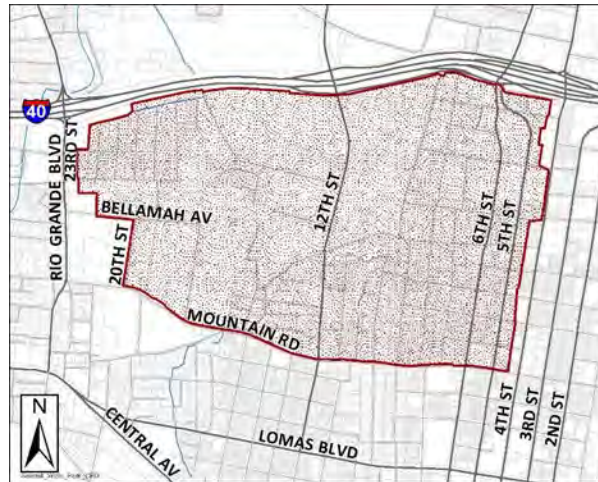 40
RIO GRANDE BLVD
23RD ST
BELLAMAH AV
20TH ST
12TH ST
6TH ST
5TH ST
MOUNTAIN RD
4TH ST
3RD ST
2ND ST
N
CENTRAL AV
LOMAS BLVD